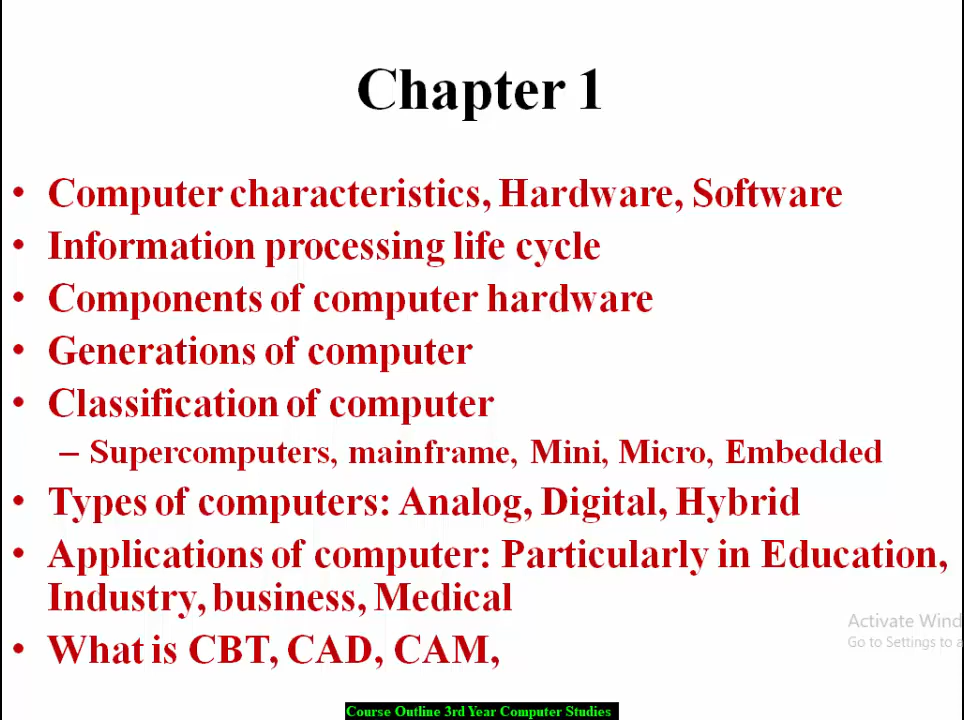 Chapter 1
• Computer characteristics, Hardware, Software
• Information processing life cycle
• Components of computer hardware
• Generations of computer
• Classification of computer
– Supercomputers, mainframe, Mini, Micro, Embedded
• Types of computers: Analog, Digital, Hybrid
• Applications of computer: Particularly in Education,
Industry, business, Medical
• What is CBT, CAD, CAM,
Activate Wind
Go to Settings to a
Course Outline 3rd Year Computer Studies